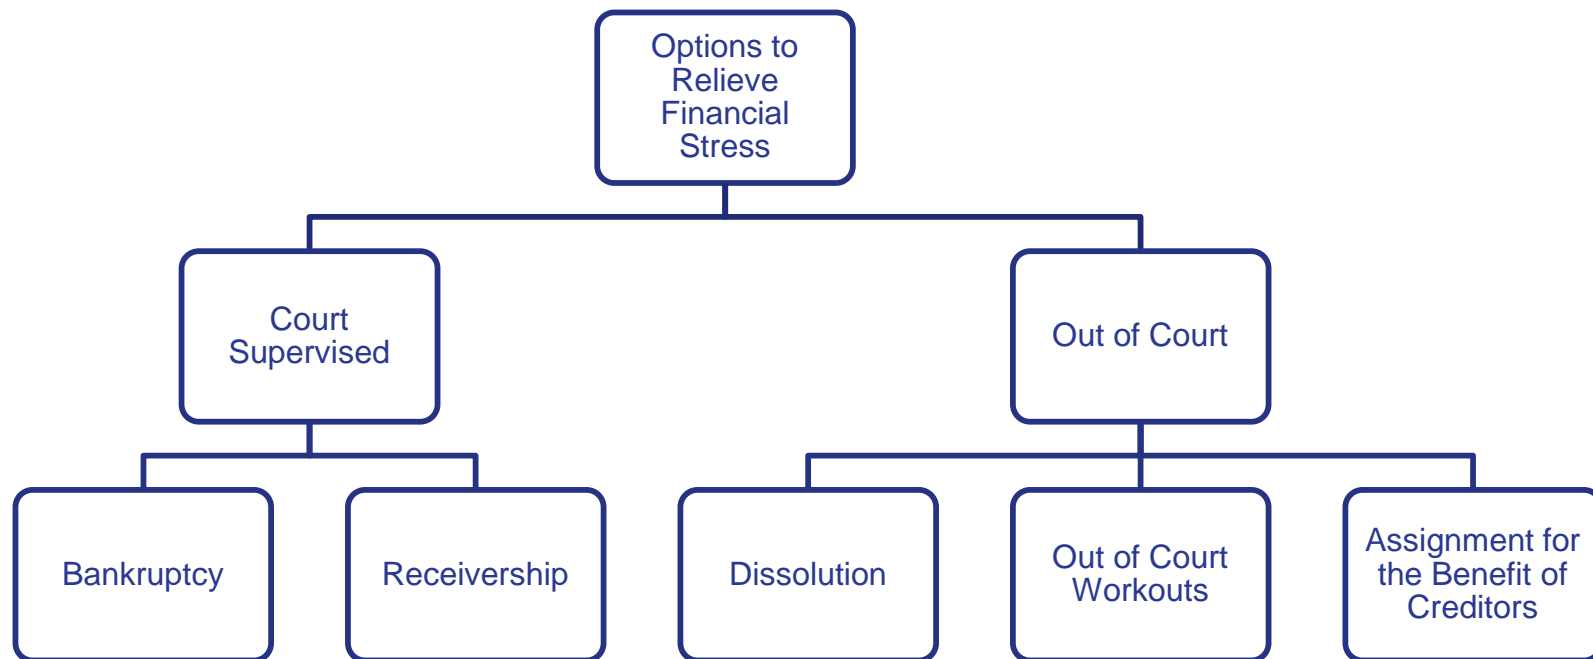 Options to
Relieve
Financial
Stress
Court
Supervised
Out of Court
Bankruptcy
Receivership
Dissolution
Out of Court
Workouts
Assignment for
the Benefit of
Creditors